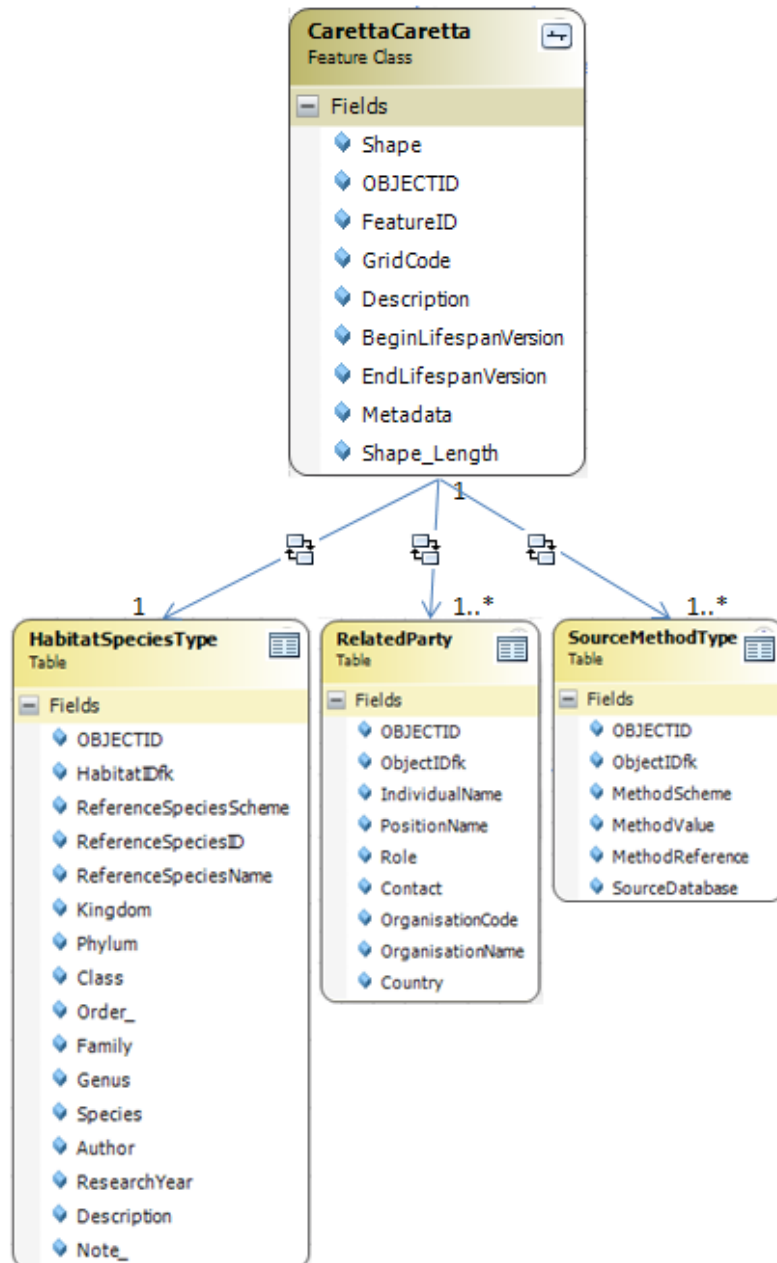 CarettaCaretta
Feature Class
Fields
Shape
OBJECTID
FeatureID
GridCode
Description
BeginLifespanVersion
EndLifespanVersion
Metadata
Shape_Length
1
1
1..*
1..*
HabitatSpeciesType
Table
Fields
OBJECTID
HabitatIDfk
ReferenceSpeciesScheme
ReferenceSpeciesID
ReferenceSpeciesName
Kingdom
Phylum
Class
Order_
Family
Genus
Species
Author
ResearchYear
Description
Note_
RelatedParty
Table
Fields
OBJECTID
ObjectIDfk
IndividualName
PositionName
Role
Contact
OrganisationCode
OrganisationName
Country
SourceMethodType
Table
Fields
OBJECTID
ObjectIDfk
MethodScheme
MethodValue
MethodReference
SourceDatabase